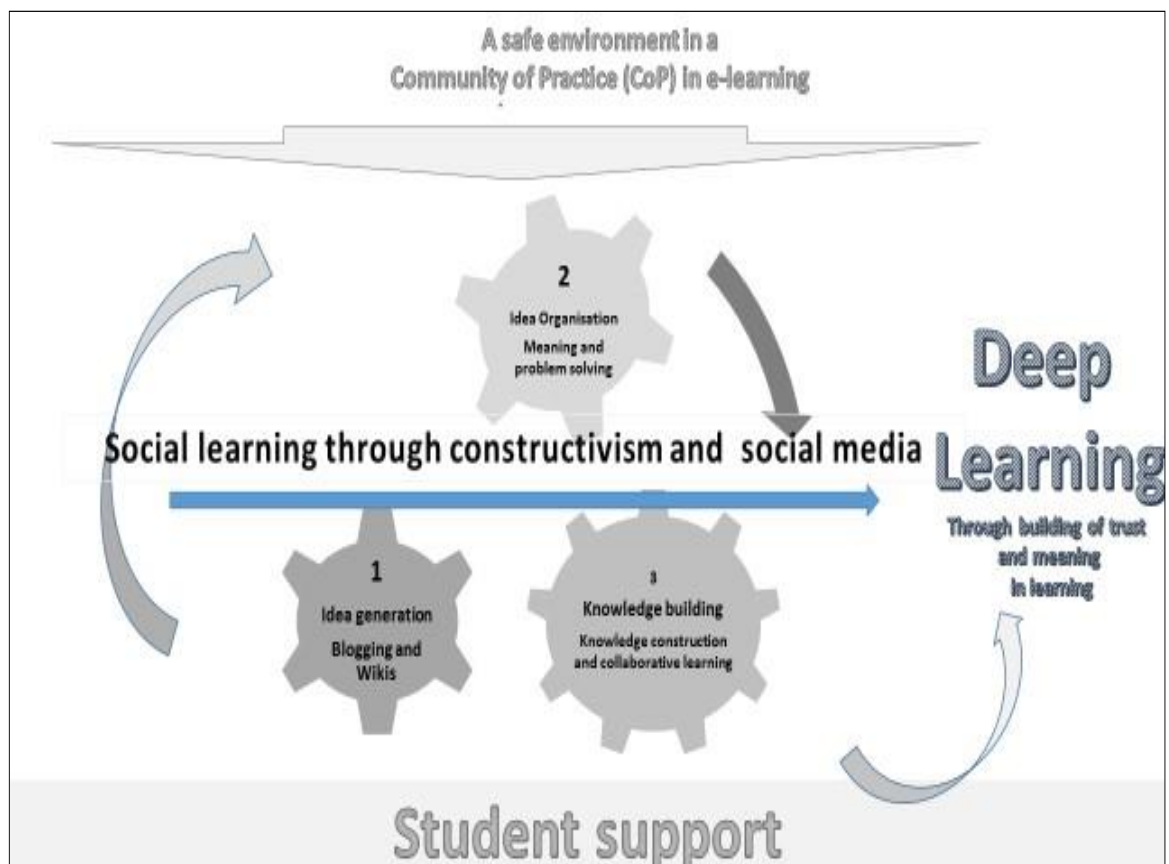 A safe environment in a
Community of Practice (CoP) in e-learning
2
Idea Organisation
Meaning and
problem solving
Social learning through constructivism and social media
Deep
Learning
Through building of trust
and meaning
in learning
1
Idea generation
Blogging and
Wikis
3
Knowledge building
Knowledge construction
and collaborative learning
Student support